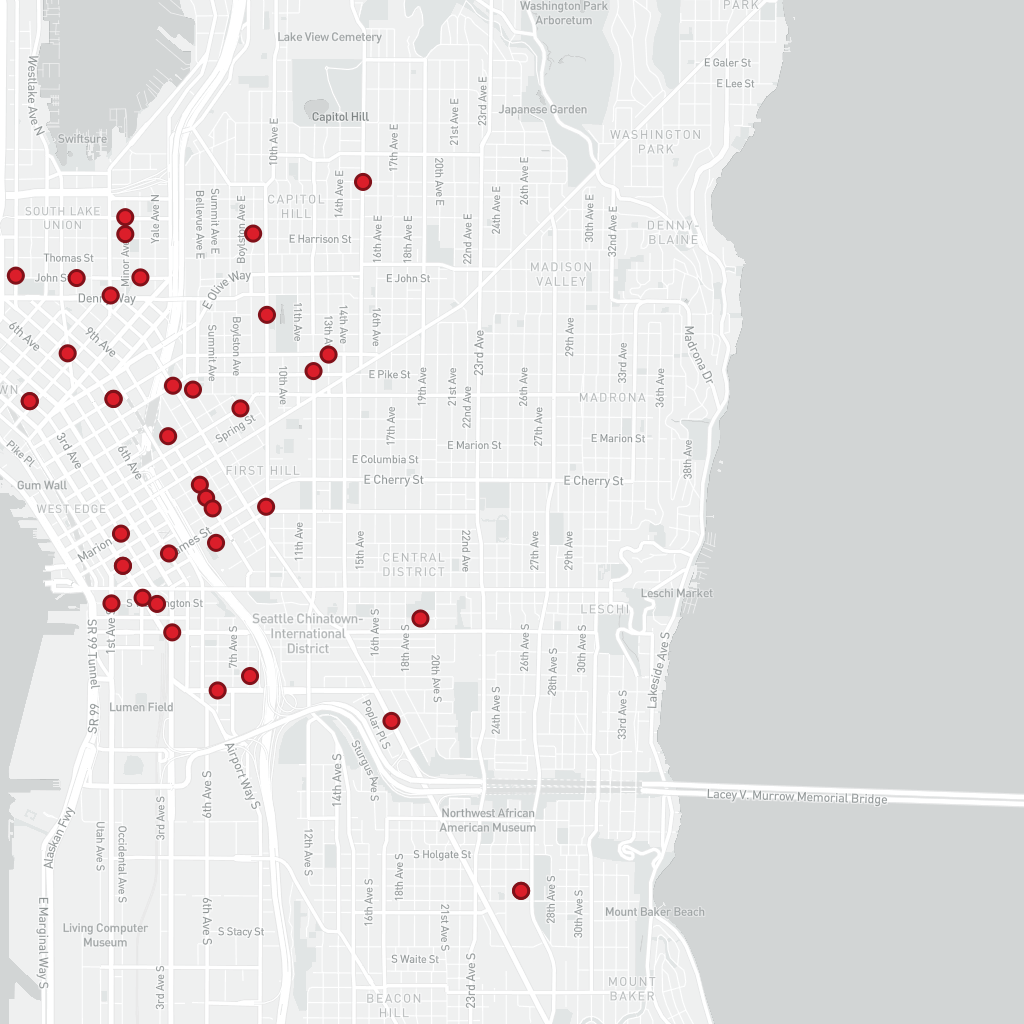 Washington Park
Arboretum
PARK
Lake View Cemetery
Westlake Ave N
E Galer St
E Lee St
Capitol Hill
21st Ave E
23rd Ave E
Japanese Garden
Swiftsure
10th Ave E
17th Ave E
WASHINGTON
PARK
20th Ave E
26th Ave E
14th Ave E
SOUTH LAKE
UNION
Yale Ave N
Bellevue Ave E
Summit Ave E
Boylston Ave E
CAPITOL
HILL
E Harrison St
16th Ave E
18th Ave E
22nd Ave E
24th Ave E
30th Ave E
32nd Ave E
DENNY-
BLAINE
Thomas St
Minor Ave
John St
E John St
MADISON
VALLEY
Denny Way
E Olive Way
6th Ave
9th Ave
Summit Ave
Boylston Ave
11th Ave
13th A
14th Ave
16th Ave
23rd Ave
29th Ave
33rd Ave
Madrona Dr
WN
10th Ave
E Pike St
19th Ave
21st Ave
22nd Ave
26th Ave
36th Ave
MADRONA
Spring St
17th Ave
27th Ave
Pike Pl
3rd Ave
6th Ave
E Marion St
E Marion St
38th Ave
E Columbia St
FIRST HILL
E Cherry St
E Cherry St
Gum Wall
WEST EDGE
Marion
mes St
11th Ave
15th Ave
22nd Ave
27th Ave
29th Ave
CENTRAL
DISTRICT
Leschi Market
LESCHI
S W
ngton St
1st Ave S
SR 99 Tunnel
Seattle Chinatown-
International
District
7th Ave S
16th Ave S
18th Ave S
20th Ave S
26th Ave S
28th Ave S
30th Ave S
Lakeside Ave S
SR 99
Lumen Field
24th Ave S
33rd Ave S
Poplar Pl S
Sturgus Ave S
Airport Way S
14th Ave S
6th Ave S
3rd Ave S
Lacey V. Murrow Memorial Bridge
Northwest African
American Museum
Alaskan Fwy
Utah Ave S
Occidental Ave S
12th Ave S
S Holgate St
18th Ave S
16th Ave S
28th Ave S
30th Ave S
E Marginal Way S
6th Ave S
21st Ave S
Mount Baker Beach
Living Computer
Museum
S Stacy St
S Waite St
3rd Ave S
23rd Ave S
MOUNT
BAKER
BEACON
HILL